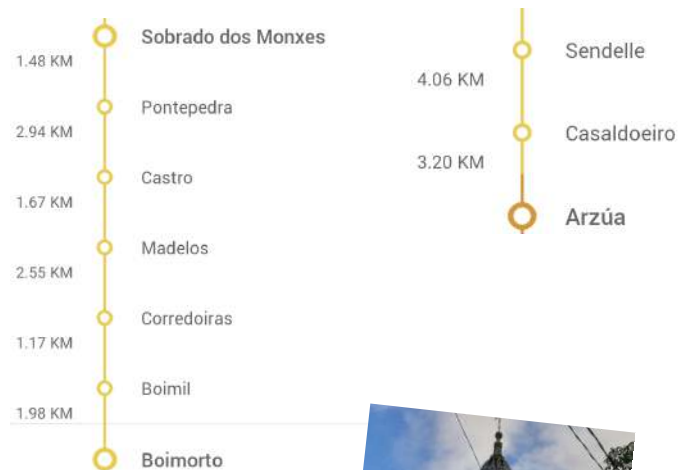 Sobrado dos Monxes
1.48 KM
Pontepedra
2.94 KM
Castro
1.67 KM
Madelos
2.55 KM
Corredoiras
1.17 KM
Boimil
1.98 KM
Boimorto
Sendelle
4.06 KM
Casaldoeiro
3.20 KM
Arzúa